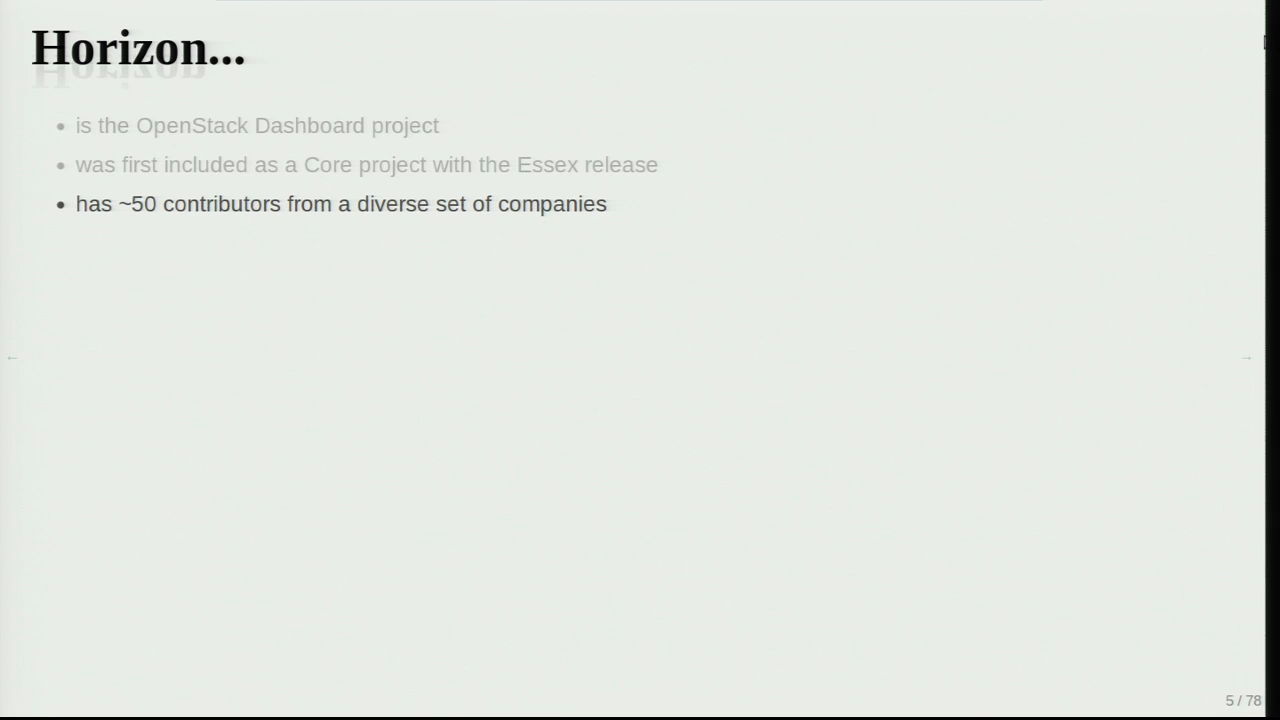 Horizon...
• is the OpenStack Dashboard project
• was first included as a Core project with the Essex release
• has ~50 contributors from a diverse set of companies
←
→
5 / 78